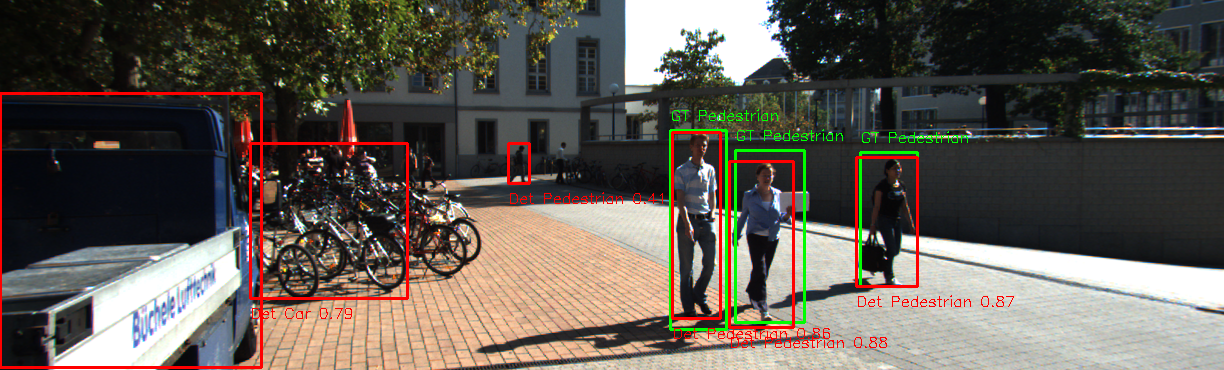 GT Pedestrian
GT Pedestrian
GT Pedestrian
Det Pedestrian 0.41
Büchele Lufttechnik
Det Car 0.79
Det Pedestrian 0.87
Det Pedestrian 0.86
Det Pedestrian 0.88